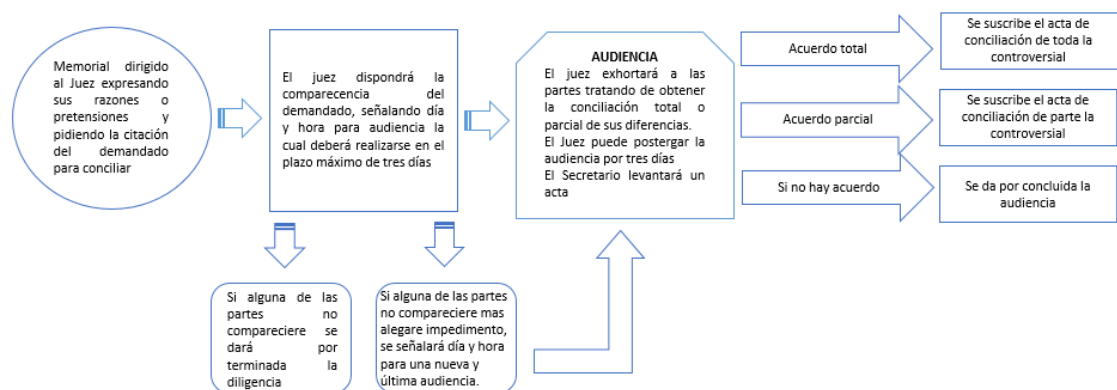 Memorial dirigido
al Juez expresando
sus razones o
pretensiones y
pidiendo la citación
del demandado
para conciliar
El juez dispondrá la
comparecencia del
demandado, señalando día
y hora para audiencia la
cual deberá realizarse en el
plazo máximo de tres días
AUDIENCIA
El juez exhortará a las
partes tratando de obtener
la conciliación total o
parcial de sus diferencias.
El Juez puede postergar la
audiencia por tres días
El Secretario levantará un
acta
Acuerdo total
Se suscribe el acta de
conciliación de toda la
controversial
Acuerdo parcial
Se suscribe el acta de
conciliación de parte la
controversial
Si no hay acuerdo
Se da por concluida la
audiencia
Si alguna de las
partes no
compareciere se
dará por
terminada la
diligencia
Si alguna de las partes
no compareciere mas
alegare impedimento,
se señalará día y hora
para una nueva y
última audiencia.